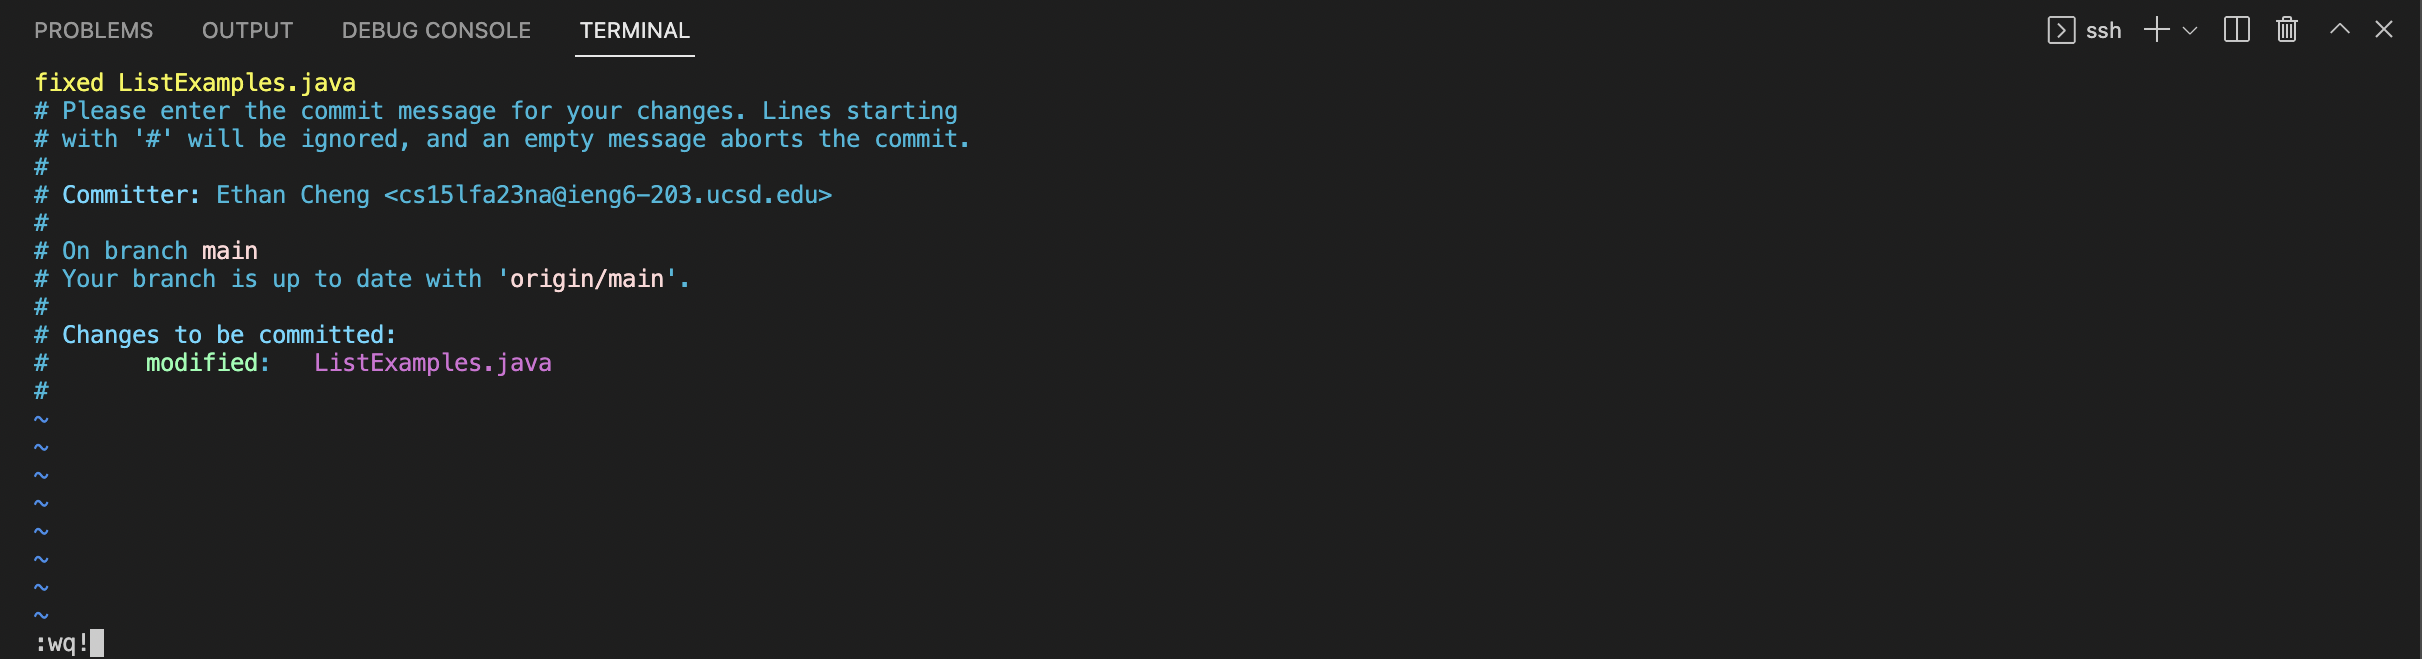 PROBLEMS OUTPUT DEBUG CONSOLE TERMINAL ssh
fixed ListExamples.java
# Please enter the commit message for your changes. Lines starting
# with '#' will be ignored, and an empty message aborts the commit.
#
# Committer: Ethan Cheng <cs15lfa23na@ieng6-203.ucsd.edu>
#
# On branch main
# Your branch is up to date with 'origin/main'.
#
# Changes to be committed:
#       modified:   ListExamples.java
#
~
~
~
~
~
~
~
~
:wq!